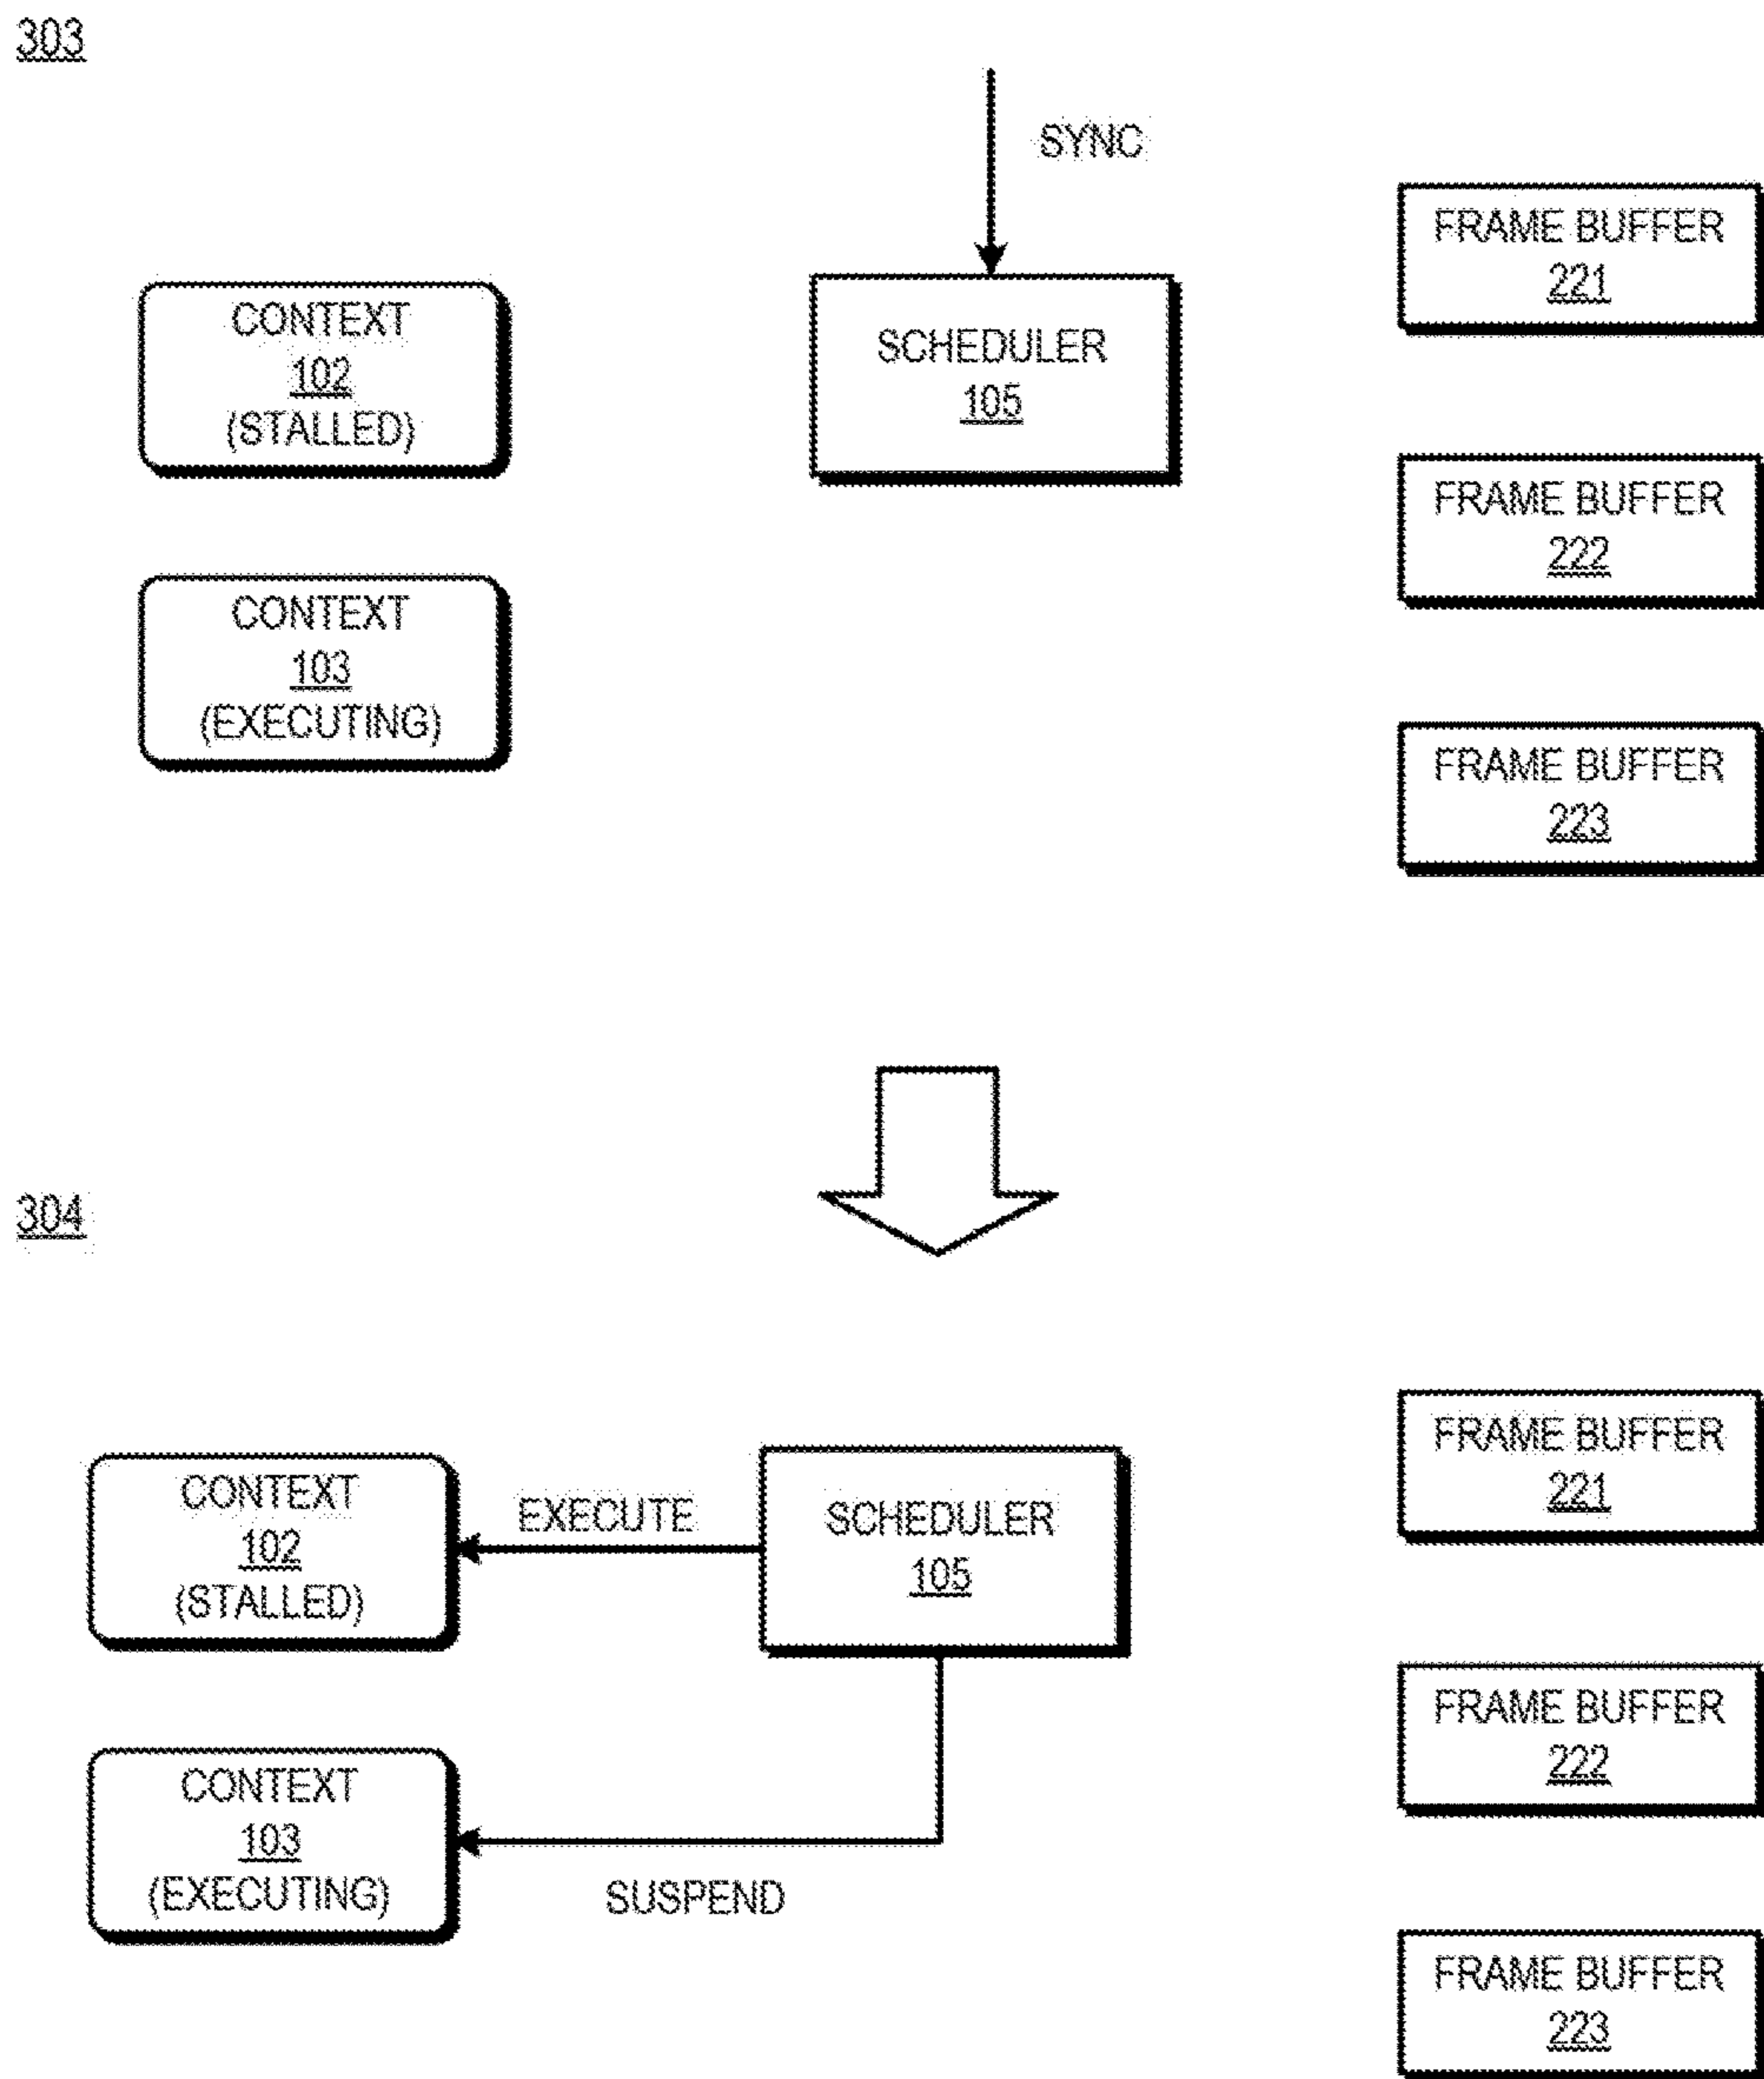 303
SYNC
CONTEXT
102
(STALLED)
SCHEDULER
105
FRAME BUFFER
221
FRAME BUFFER
222
CONTEXT
103
(EXECUTING)
FRAME BUFFER
223
304
CONTEXT
102
(STALLED)
EXECUTE
SCHEDULER
105
FRAME BUFFER
221
CONTEXT
103
(EXECUTING)
SUSPEND
FRAME BUFFER
222
FRAME BUFFER
223